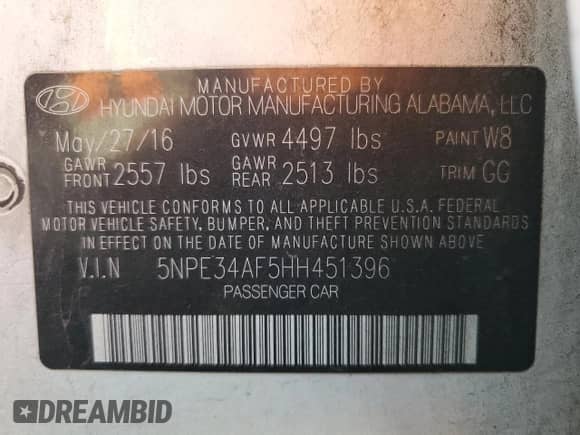 MANUFACTURED BY
HYUNDAI MOTOR MANUFACTURING ALABAMA, LLC
May/27/16 GVWR 4497 lbs PAINT W8
GAWR FRONT 2557 lbs GAWR REAR 2513 lbs TRIM GG
THIS VEHICLE CONFORMS TO ALL APPLICABLE U.S.A. FEDERAL
MOTOR VEHICLE SAFETY, BUMPER, AND THEFT PREVENTION STANDARDS
IN EFFECT ON THE DATE OF MANUFACTURE SHOWN ABOVE
V.I.N 5NPE34AF5HH451396
PASSENGER CAR
DREAMBID